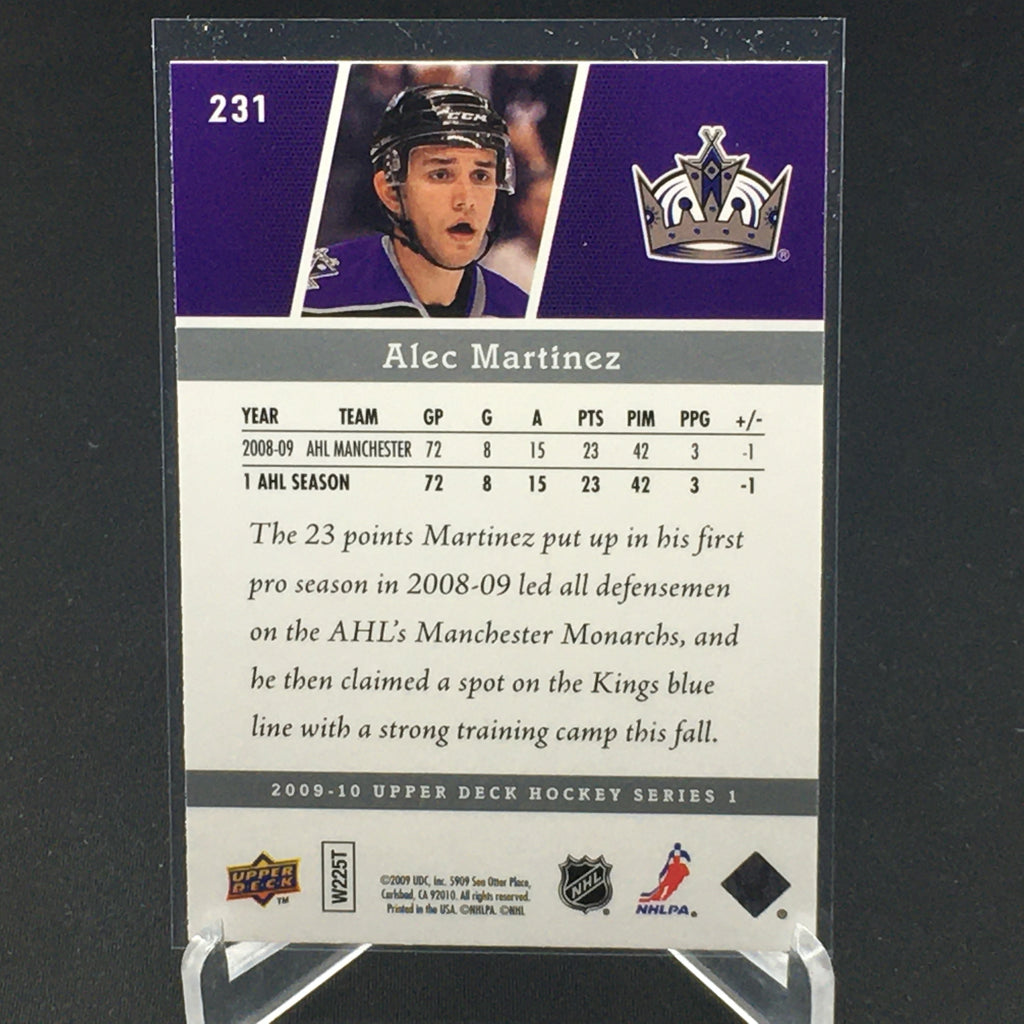 231
CCM
Alec Martinez
YEAR TEAM GP G A PTS PIM PPG +/-
2008-09 AHL MANCHESTER 72 8 15 23 42 3 -1
1 AHL SEASON 72 8 15 23 42 3 -1
The 23 points Martinez put up in his first
pro season in 2008-09 led all defensemen
on the AHL's Manchester Monarchs, and
he then claimed a spot on the Kings blue
line with a strong training camp this fall.
2009-10 UPPER DECK HOCKEY SERIES 1
UPPER
DECK
TM
W225T
©2009 UDC, Inc. 5909 Sea Otter Place,
Carlsbad, CA 92010. All rights reserved.
Printed in the USA. ©NHLPA. ©NHL
NHL
NHLPA.